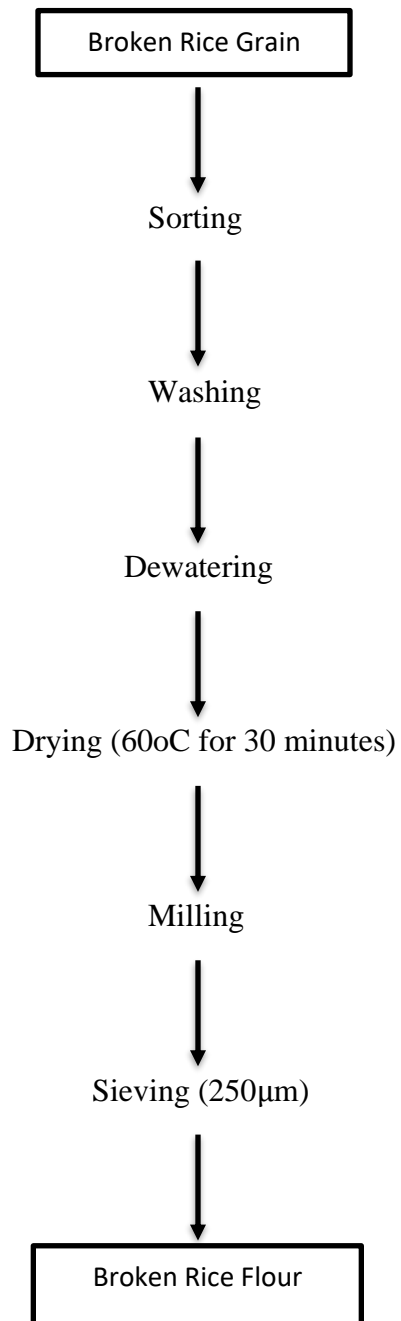 Broken Rice Grain
Sorting
Washing
Dewatering
Drying (60oC for 30 minutes)
Milling
Sieving (250μm)
Broken Rice Flour